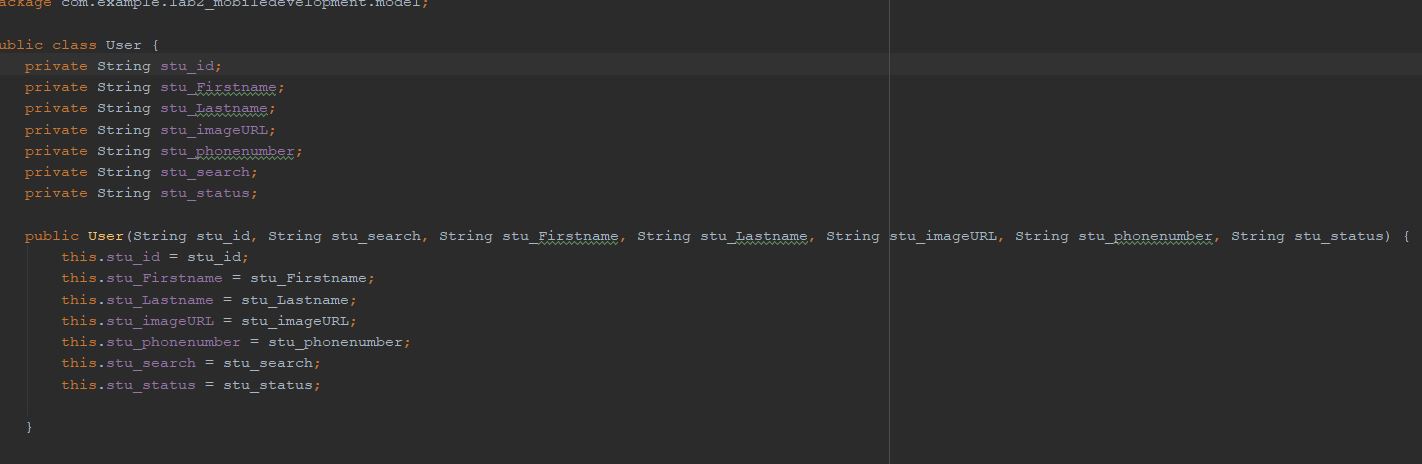 ackage com.example.lab2_mobiledevelopment.model;
ublic class User {
private String stu_id;
private String stu_Firstname;
private String stu_Lastname;
private String stu_imageURL;
private String stu_phonenumber;
private String stu_search;
private String stu_status;
public User(String stu_id, String stu_search, String stu_Firstname, String stu_Lastname, String stu_imageURL, String stu_phonenumber, String stu_status) {
this.stu_id = stu_id;
this.stu_Firstname = stu_Firstname;
this.stu_Lastname = stu_Lastname;
this.stu_imageURL = stu_imageURL;
this.stu_phonenumber = stu_phonenumber;
this.stu_search = stu_search;
this.stu_status = stu_status;
}